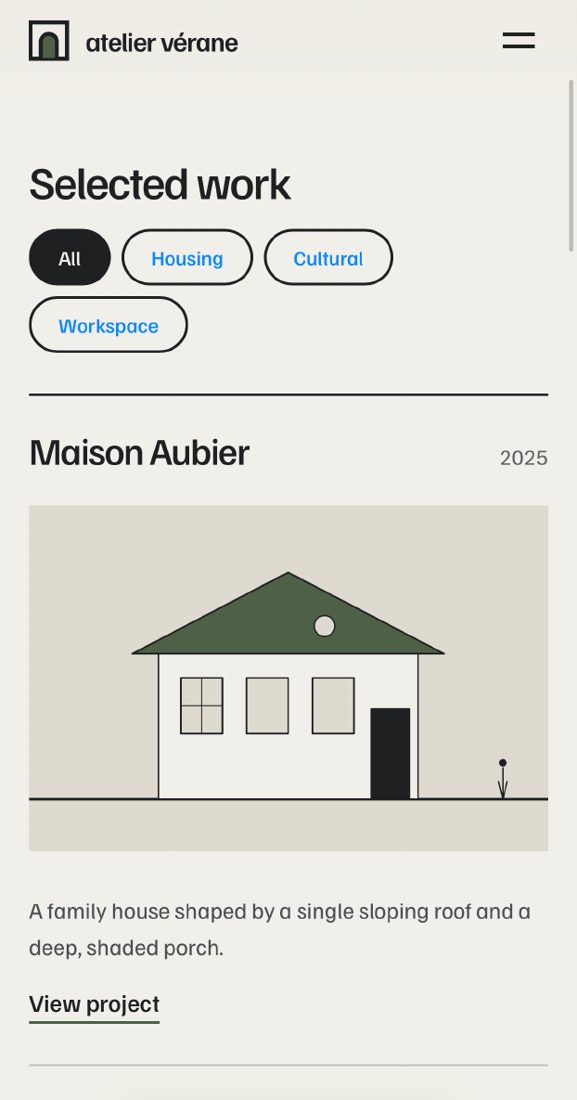 atelier vérane
Selected work
All
Housing
Cultural
Workspace
Maison Aubier
2025
A family house shaped by a single sloping roof and a
deep, shaded porch.
View project